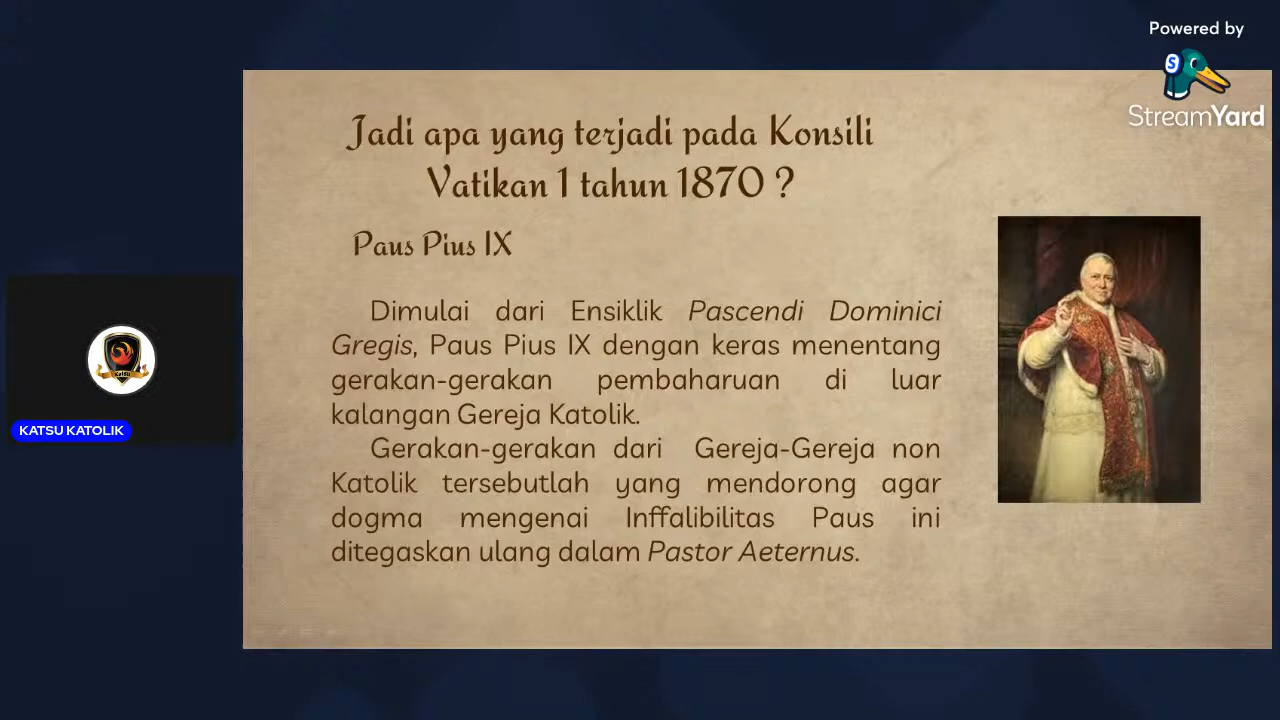 Powered by
StreamYard
Jadi apa yang terjadi pada Konsili
Vatikan 1 tahun 1870 ?
Paus Pius IX
Dimulai dari Ensiklik Pascendi Dominici
Gregis, Paus Pius IX dengan keras menentang
gerakan-gerakan pembaharuan di luar
kalangan Gereja Katolik.
Gerakan-gerakan dari Gereja-Gereja non
Katolik tersebutlah yang mendorong agar
dogma mengenai Inffalibilitas Paus ini
ditegaskan ulang dalam Pastor Aeternus.
KATSU KATOLIK